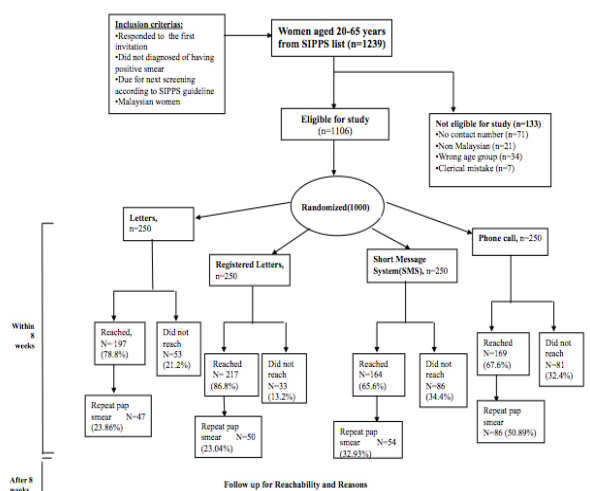 Inclusion criterias:
•Responded to the first
invitation
•Did not diagnosed of having
positive smear
•Due for next screening
according to SIPPS guideline
•Malaysian women
Women aged 20-65 years
from SIPPS list (n=1239)
Eligible for study
(n=1106)
Not eligible for study (n=133)
•No contact number (n=71)
•Non Malaysian (n=21)
•Wrong age group (n=34)
•Clerical mistake (n=7)
Randomized(1000)
Letters,
n=250
Registered Letters,
n=250
Short Message
System(SMS), n=250
Phone call, n=250
Within
8
weeks
Reached,
N= 197
(78.8%)
Did not
reach
N=53
(21.2%)
Reached
N= 217
(86.8%)
Did not
reach
N=33
(13.2%)
Reached
N=164
(65.6%)
Did not
reach
N=86
(34.4%)
Reached
N=169
(67.6%)
Did not
reach
N=81
(32.4%)
Repeat pap
smear N=47
(23.86%)
Repeat pap
smear N=50
(23.04%)
Repeat pap
smear N=54
(32.93%)
Repeat pap
smear
N=86 (50.89%)
After 8
weeks
Follow up for Reachability and Reasons